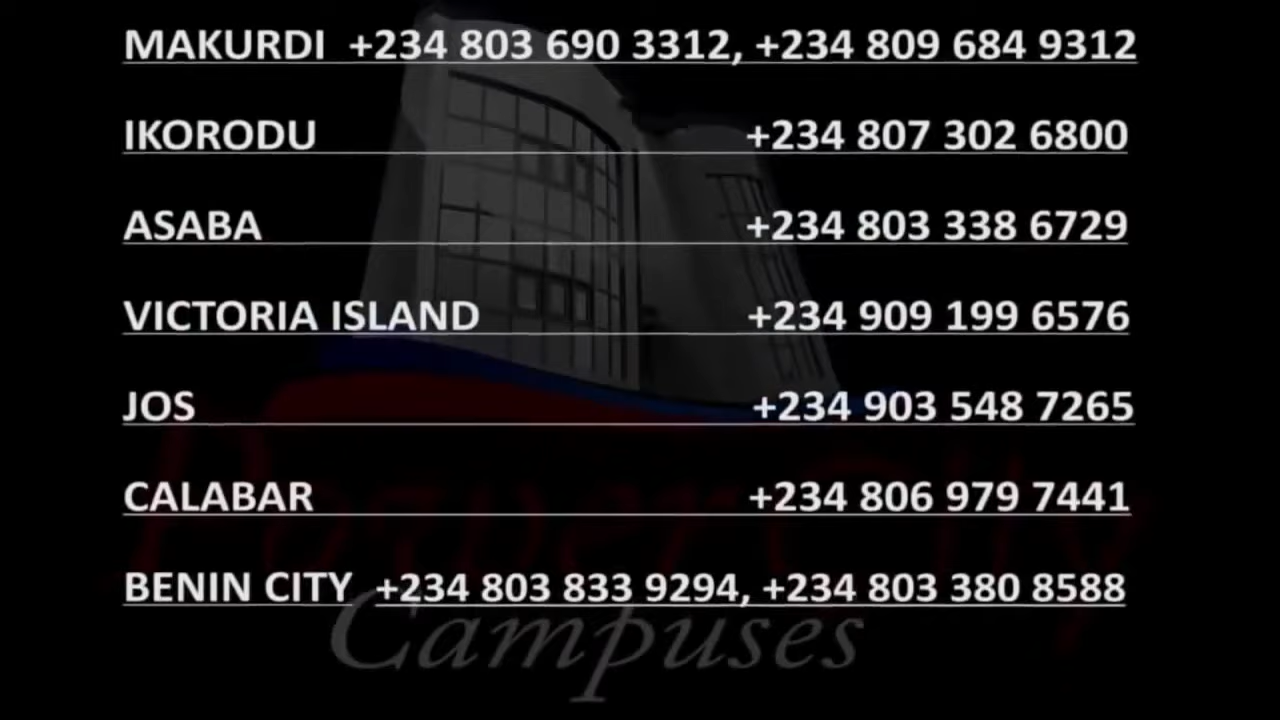 MAKURDI +234 803 690 3312, +234 809 684 9312
IKORODU +234 807 302 6800
ASABA +234 803 338 6729
VICTORIA ISLAND +234 909 199 6576
JOS +234 903 548 7265
CALABAR +234 806 979 7441
Power City
BENIN CITY +234 803 833 9294, +234 803 380 8588
Campuses